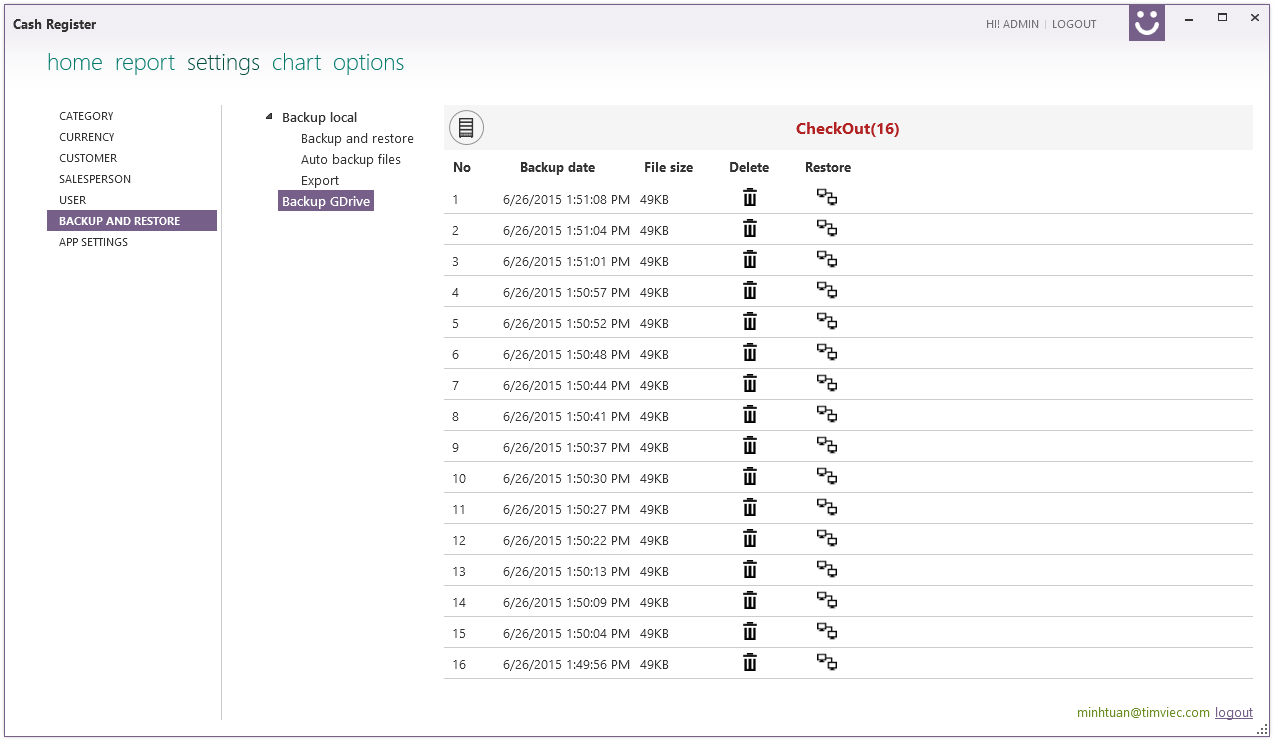 Cash Register
HI! ADMIN | LOGOUT
home report settings chart options
CATEGORY
CURRENCY
CUSTOMER
SALESPERSON
USER
BACKUP AND RESTORE
APP SETTINGS
Backup local
Backup and restore
Auto backup files
Export
Backup GDrive
CheckOut(16)
No Backup date File size Delete Restore
1 6/26/2015 1:51:08 PM 49KB
2 6/26/2015 1:51:04 PM 49KB
3 6/26/2015 1:51:01 PM 49KB
4 6/26/2015 1:50:57 PM 49KB
5 6/26/2015 1:50:52 PM 49KB
6 6/26/2015 1:50:48 PM 49KB
7 6/26/2015 1:50:44 PM 49KB
8 6/26/2015 1:50:41 PM 49KB
9 6/26/2015 1:50:37 PM 49KB
10 6/26/2015 1:50:30 PM 49KB
11 6/26/2015 1:50:27 PM 49KB
12 6/26/2015 1:50:22 PM 49KB
13 6/26/2015 1:50:13 PM 49KB
14 6/26/2015 1:50:09 PM 49KB
15 6/26/2015 1:50:04 PM 49KB
16 6/26/2015 1:49:56 PM 49KB
minhtuan@timviec.com logout